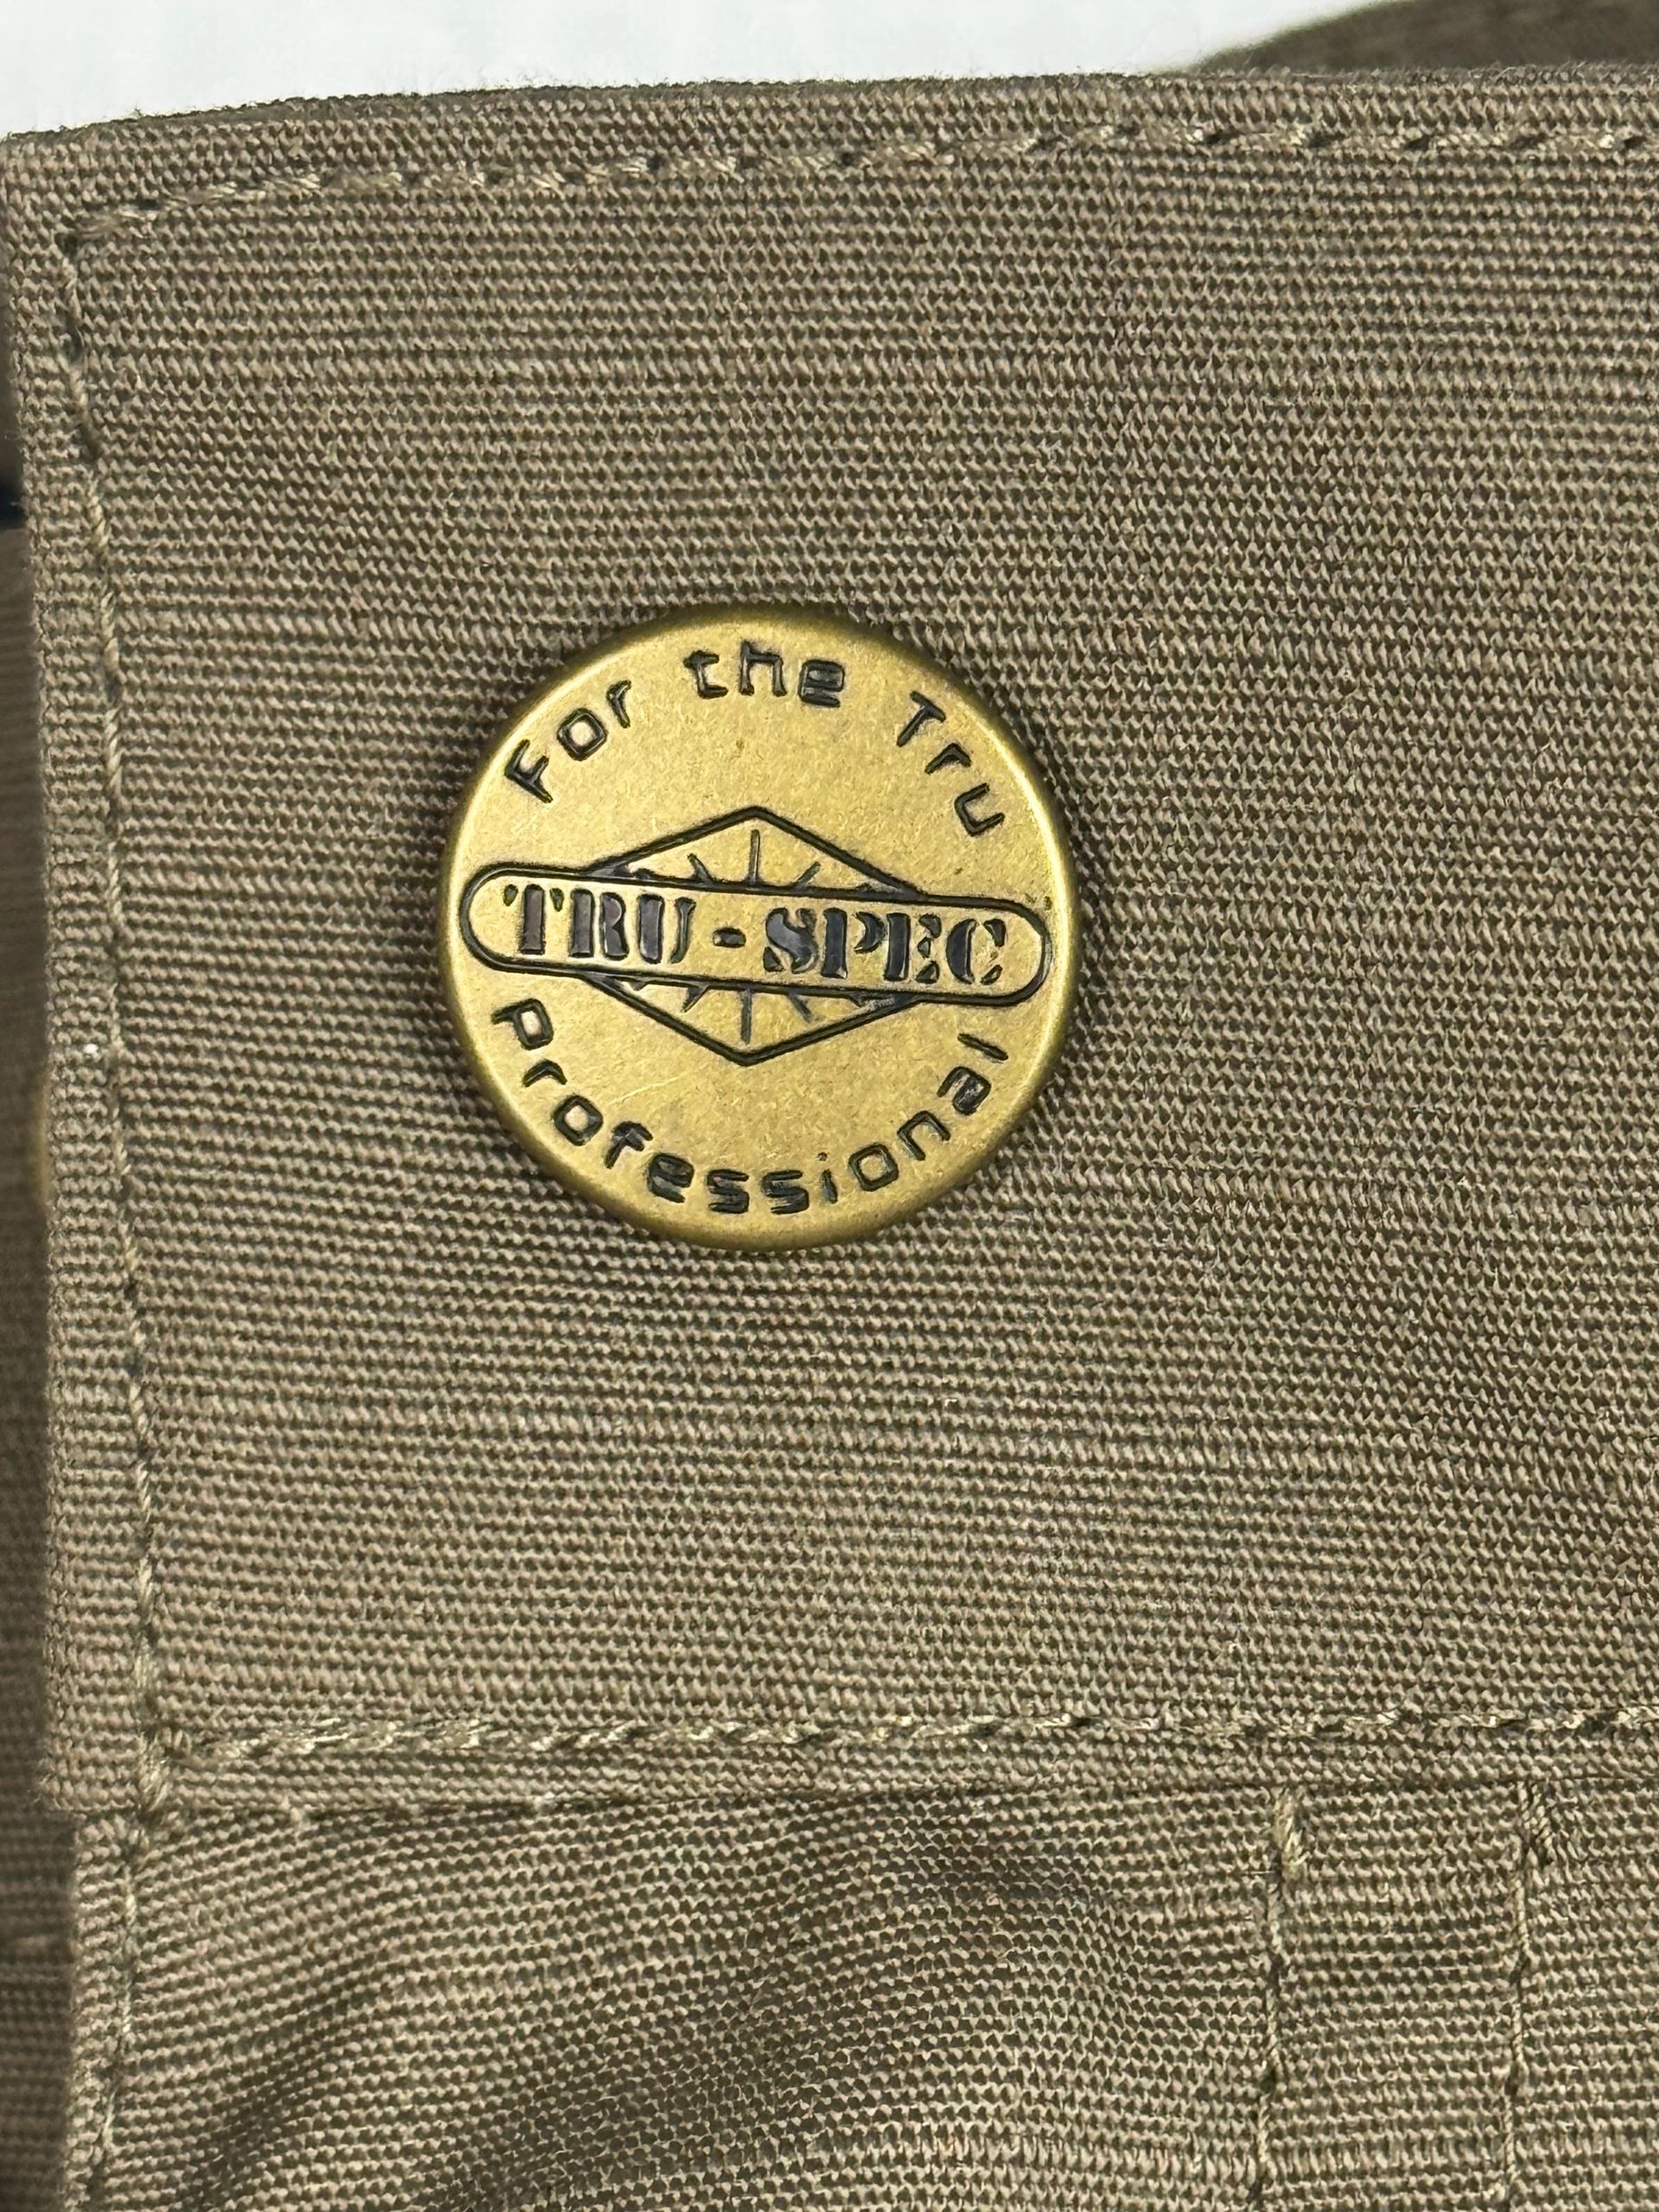 For the Tru
TRU-SPEC
Professional